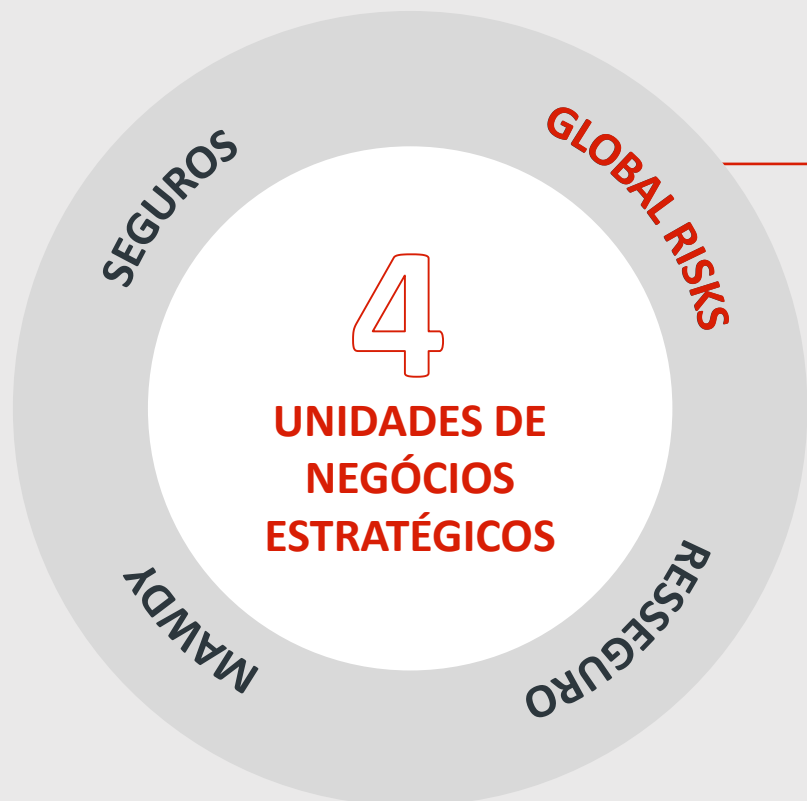 SEGUROS
GLOBAL RISKS
4
UNIDADES DE
NEGÓCIOS
ESTRATÉGICOS
MAWDY
RESSEGURO